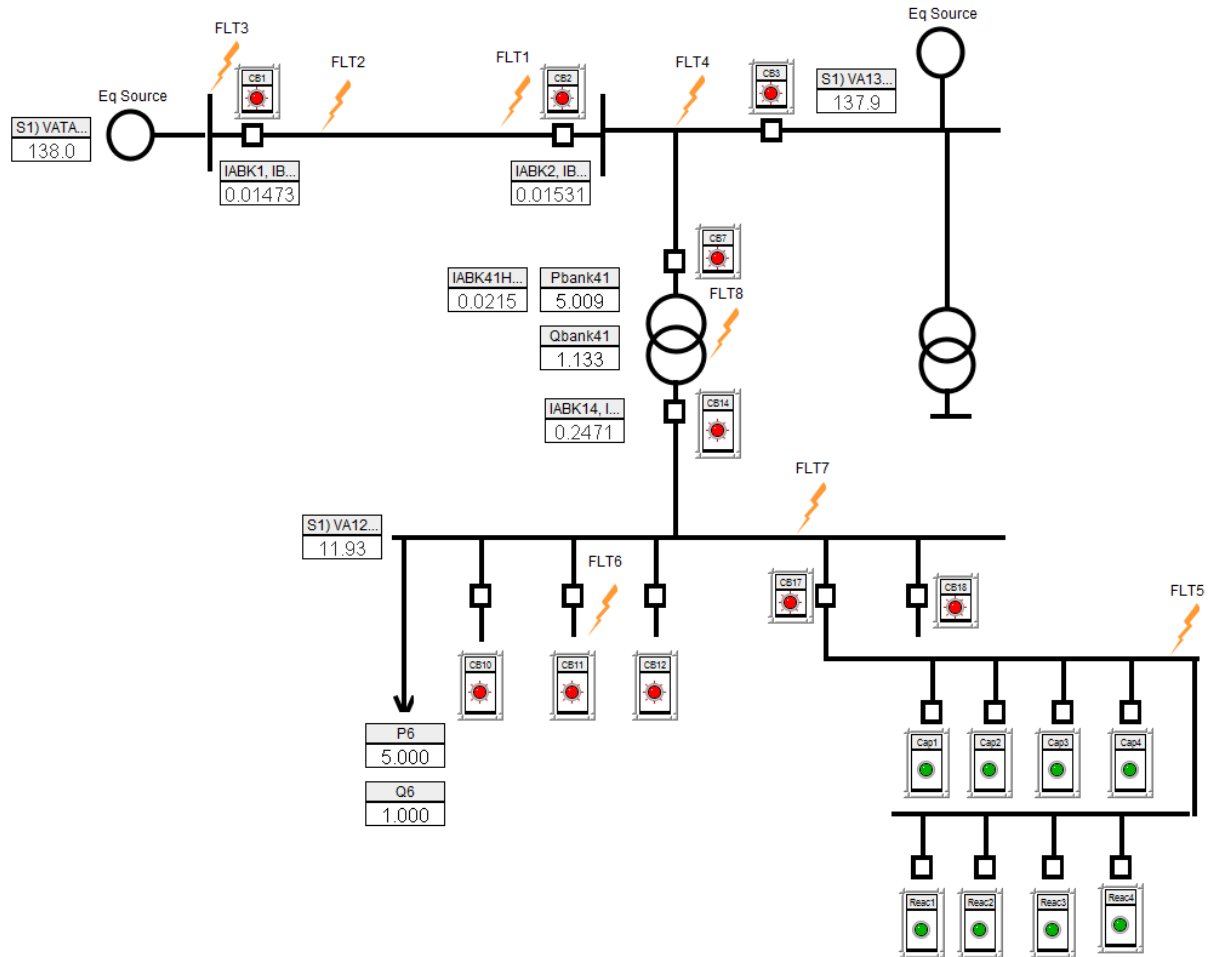 Eq Source
FLT3
FLT2
FLT1
FLT4
CB1
CB2
CB3
S1) VA13...
137.9
Eq Source
S1) VATA...
138.0
IABK1, IB...
0.01473
IABK2, IB...
0.01531
CB7
IABK41H...
0.0215
Pbank41
5.009
FLT8
Qbank41
1.133
IABK14, I...
0.2471
CB14
FLT7
S1) VA12...
11.93
FLT6
CB17
CB18
FLT5
CB10
CB11
CB12
P6
5.000
Q6
1.000
Cap1
Cap2
Cap3
Cap4
Reac1
Reac2
Reac3
Reac4